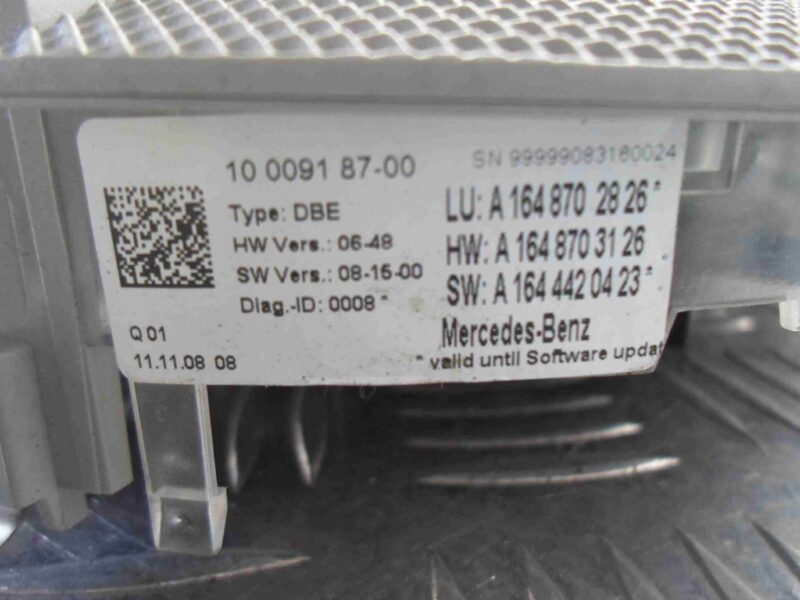 10 0091 87-00
SN 99999083160024
Type: DBE
LU: A 164 870 28 26*
HW Vers.: 06-48
HW: A 164 870 31 26
SW Vers.: 08-15-00
SW: A 164 442 04 23*
Diag.-ID: 0008*
Mercedes-Benz
Q 01
11.11.08 08
* valid until Software updat